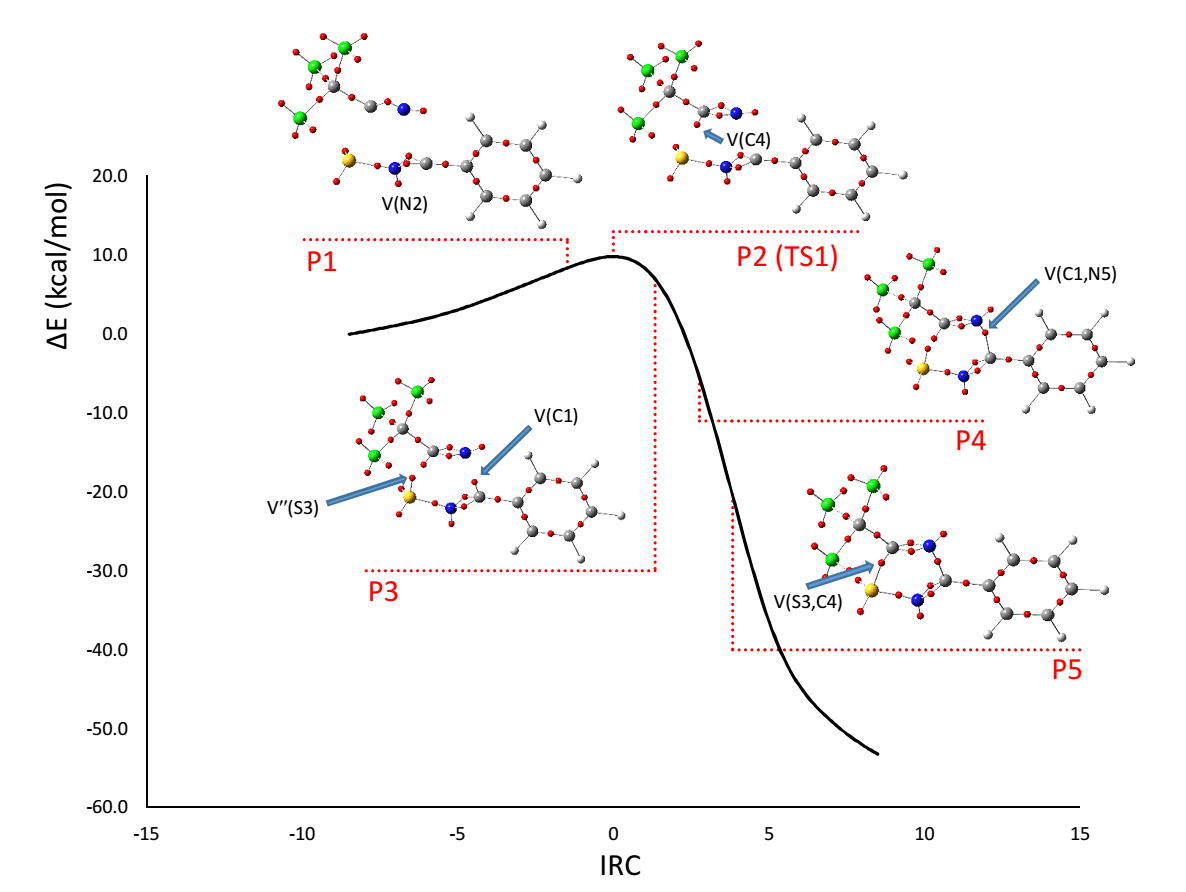 V(N2)
V(C4)
20.0
P1
P2 (TS1)
10.0
V(C1,N5)
ΔE (kcal/mol)
0.0
-10.0
V(C1)
P4
-20.0
V’’(S3)
-30.0
P3
V(S3,C4)
-40.0
P5
-50.0
-60.0
-15
-10
-5
0
5
10
15
IRC